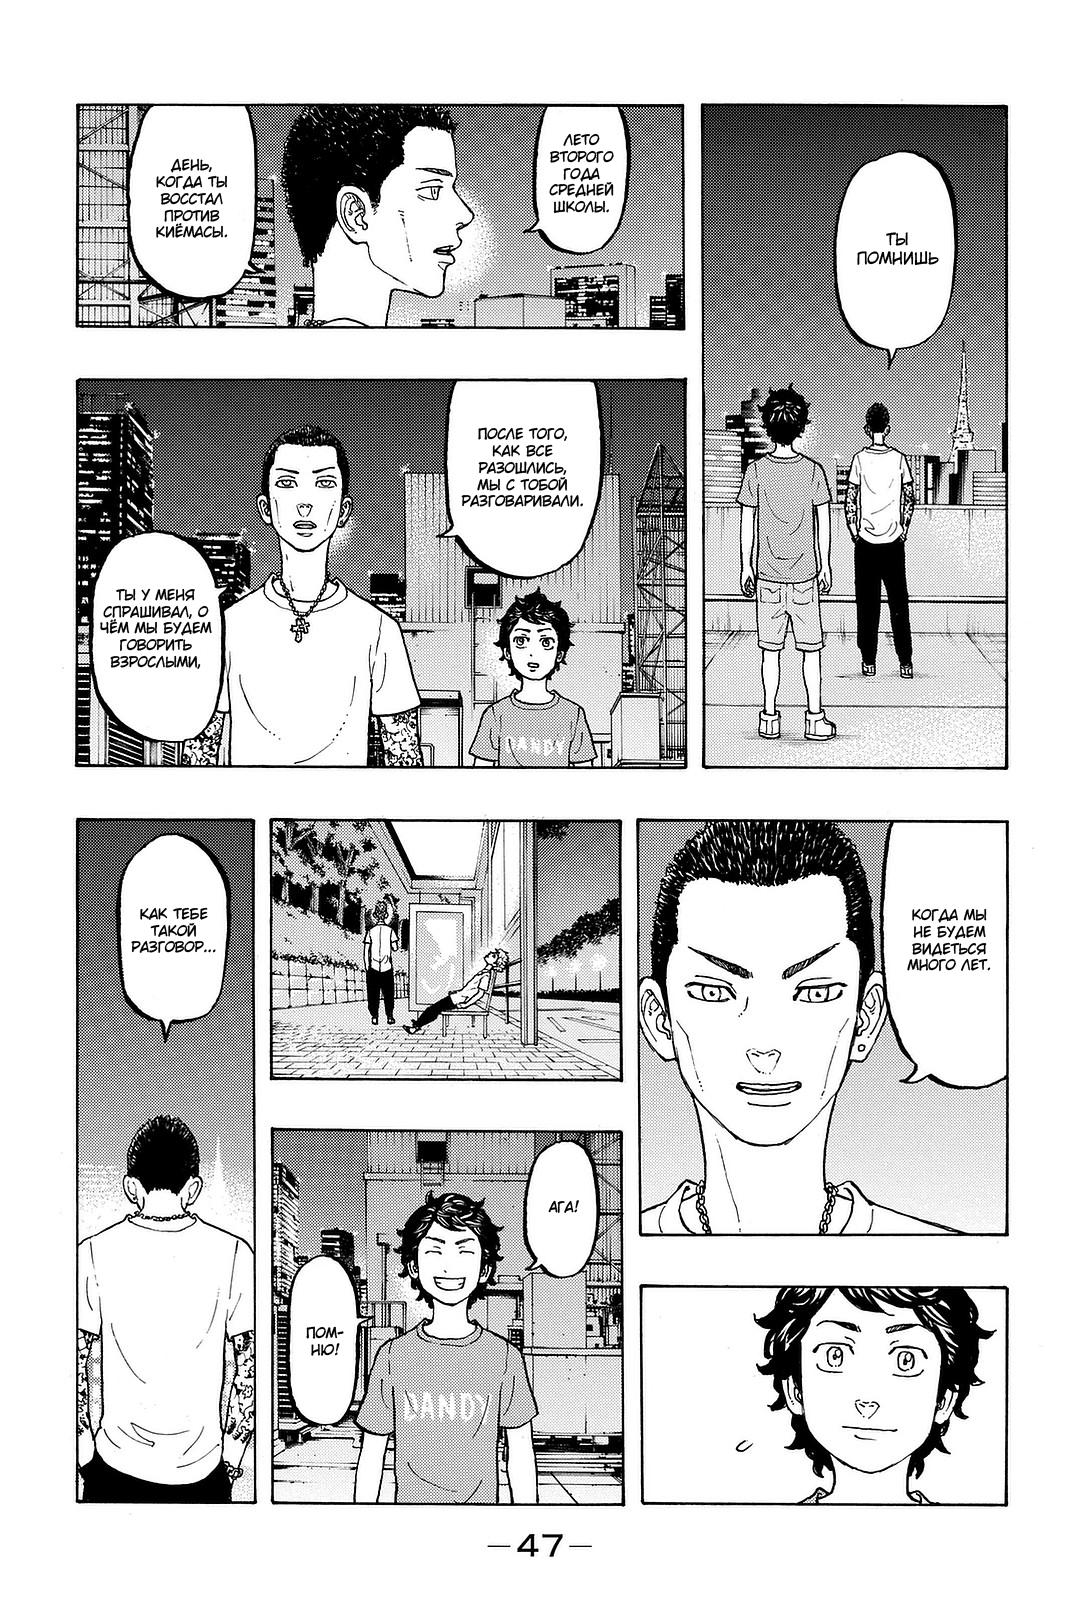 ТЫ
ПОМНИШЬ
ЛЕТО
ВТОРОГО
ГОДА
СРЕДНЕЙ
ШКОЛЫ.
ДЕНЬ,
КОГДА ТЫ
ВОССТАЛ
ПРОТИВ
КИЁМАСЫ.
ПОСЛЕ ТОГО,
КАК ВСЕ
РАЗОШЛИСЬ,
МЫ С ТОБОЙ
РАЗГОВАРИВАЛИ.
DANDY
ТЫ У МЕНЯ
СПРАШИВАЛ, О
ЧЁМ МЫ БУДЕМ
ГОВОРИТЬ
ВЗРОСЛЫМИ,
КОГДА МЫ
НЕ БУДЕМ
ВИДЕТЬСЯ
МНОГО ЛЕТ.
АГА!
ПОМ-
НЮ!
DANDY
КАК ТЕБЕ
ТАКОЙ
РАЗГОВОР...
—47—